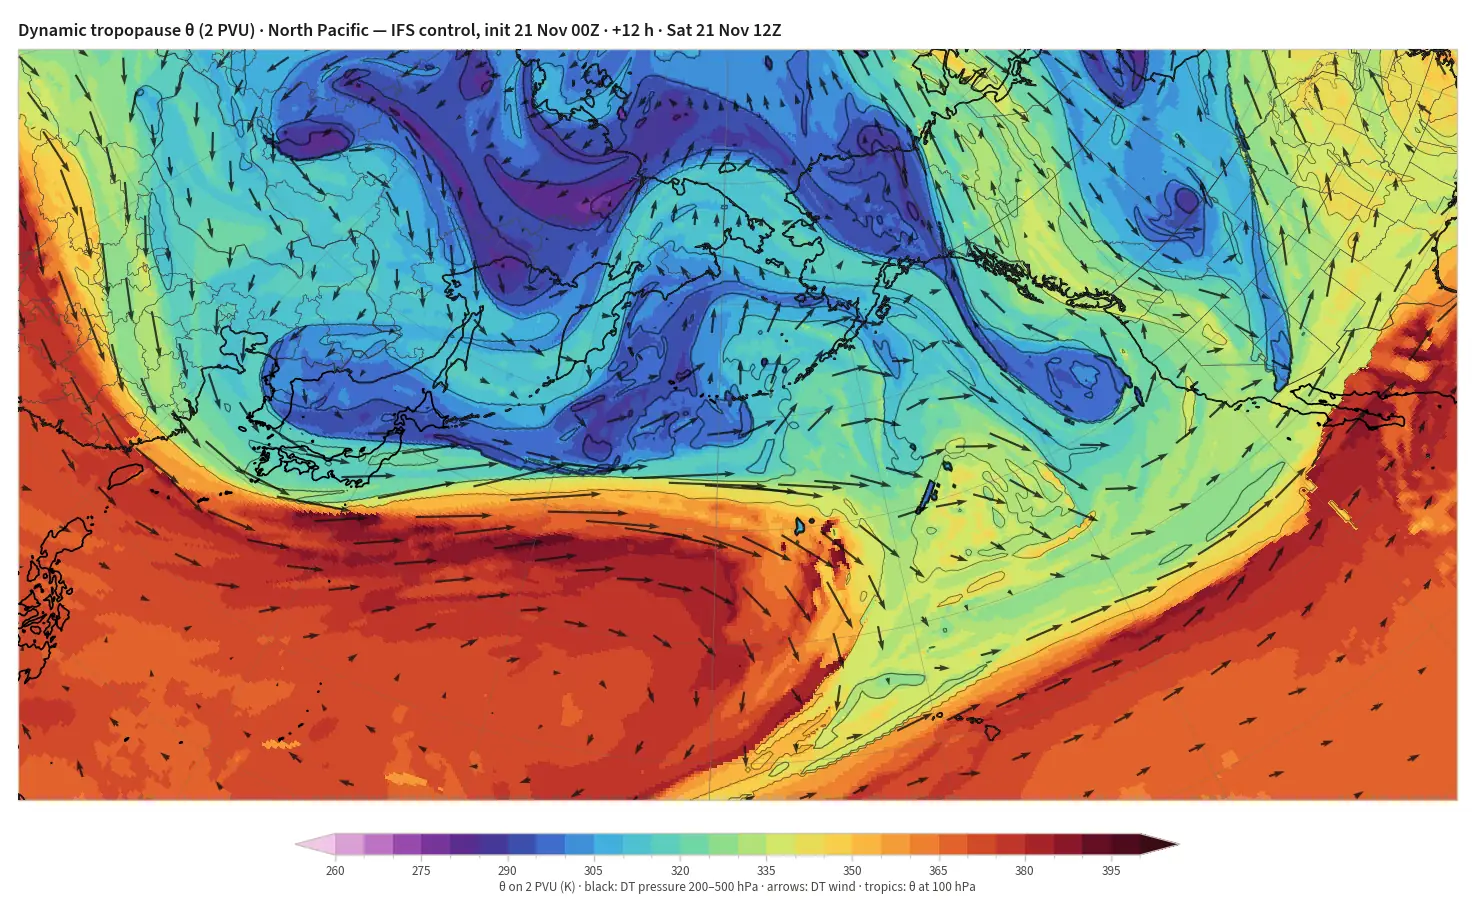 Dynamic tropopause θ (2 PVU) · North Pacific — IFS control, init 21 Nov 00Z · +12 h · Sat 21 Nov 12Z
260 275 290 305 320 335 350 365 380 395
θ on 2 PVU (K) · black: DT pressure 200–500 hPa · arrows: DT wind · tropics: θ at 100 hPa